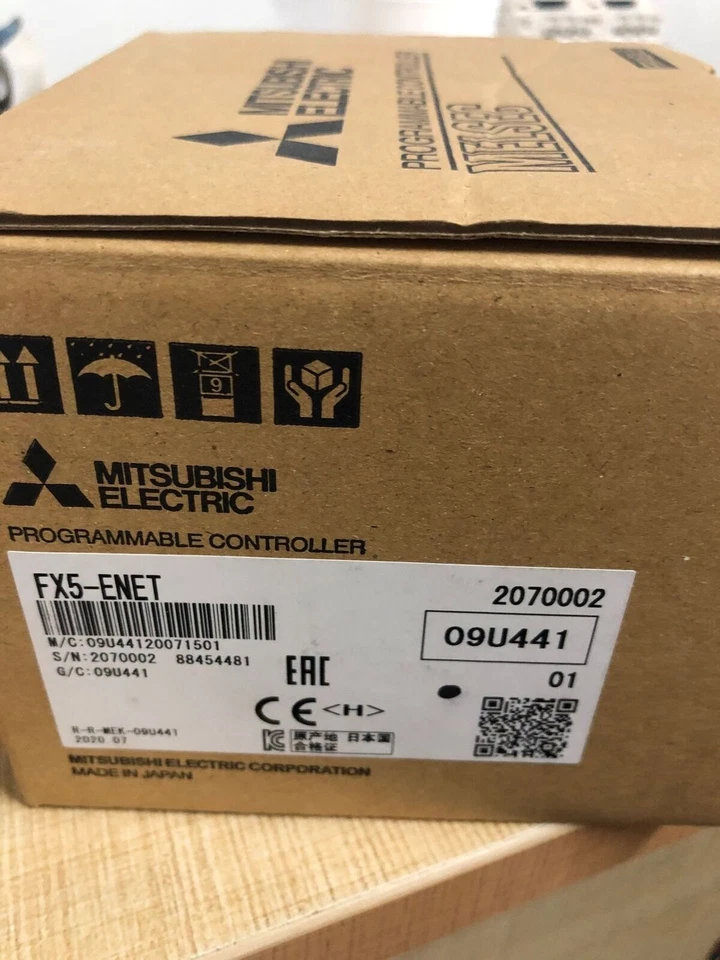 MITSUBISHI
ELECTRIC
PROGRAMMABLE CONTROLLER
MELSEC
9
MITSUBISHI
ELECTRIC
PROGRAMMABLE CONTROLLER
FX5-ENET
2070002
M/C:09U44120071501
S/N:2070002 88454481
G/C:09U441
09U441
01
EAC
CE <H>
R-R-MEK-09U441
2020.07
原产地 日本国
合格证
MITSUBISHI ELECTRIC CORPORATION
MADE IN JAPAN